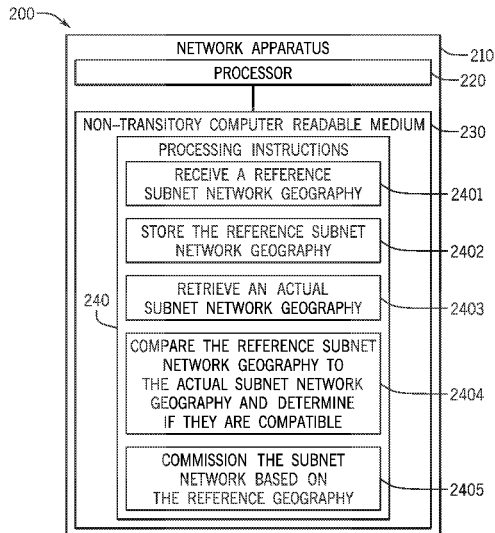 200
NETWORK APPARATUS
210
PROCESSOR
220
NON-TRANSITORY COMPUTER READABLE MEDIUM
230
PROCESSING INSTRUCTIONS
RECEIVE A REFERENCE
SUBNET NETWORK GEOGRAPHY
2401
STORE THE REFERENCE SUBNET
NETWORK GEOGRAPHY
2402
RETRIEVE AN ACTUAL
SUBNET NETWORK GEOGRAPHY
2403
240
COMPARE THE REFERENCE SUBNET
NETWORK GEOGRAPHY TO
THE ACTUAL SUBNET NETWORK
GEOGRAPHY AND DETERMINE
IF THEY ARE COMPATIBLE
2404
COMMISSION THE SUBNET
NETWORK BASED ON
THE REFERENCE GEOGRAPHY
2405